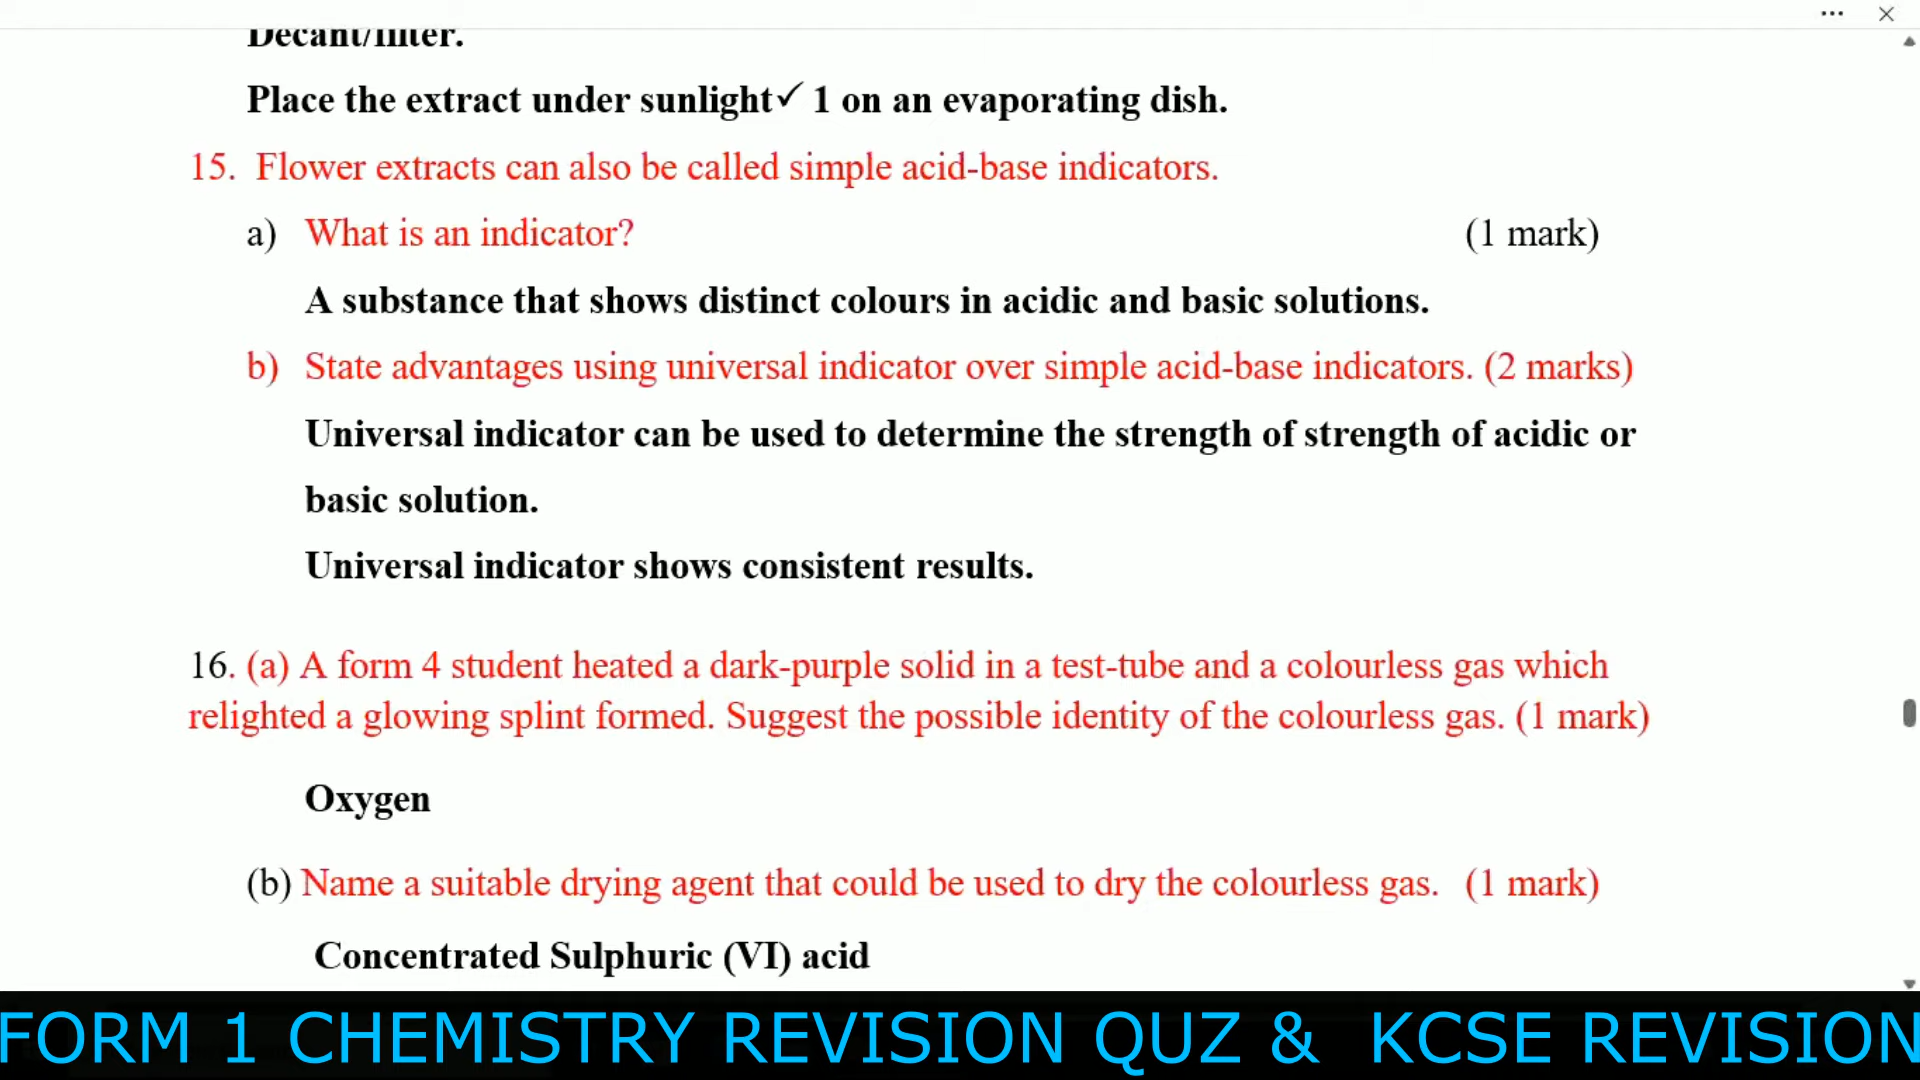 Decant/filter.
Place the extract under sunlight✓ 1 on an evaporating dish.
15. Flower extracts can also be called simple acid-base indicators.
a) What is an indicator? (1 mark)
A substance that shows distinct colours in acidic and basic solutions.
b) State advantages using universal indicator over simple acid-base indicators. (2 marks)
Universal indicator can be used to determine the strength of strength of acidic or
basic solution.
Universal indicator shows consistent results.
16. (a) A form 4 student heated a dark-purple solid in a test-tube and a colourless gas which
relighted a glowing splint formed. Suggest the possible identity of the colourless gas. (1 mark)
Oxygen
(b) Name a suitable drying agent that could be used to dry the colourless gas. (1 mark)
Concentrated Sulphuric (VI) acid
FORM 1 CHEMISTRY REVISION QUZ & KCSE REVISION